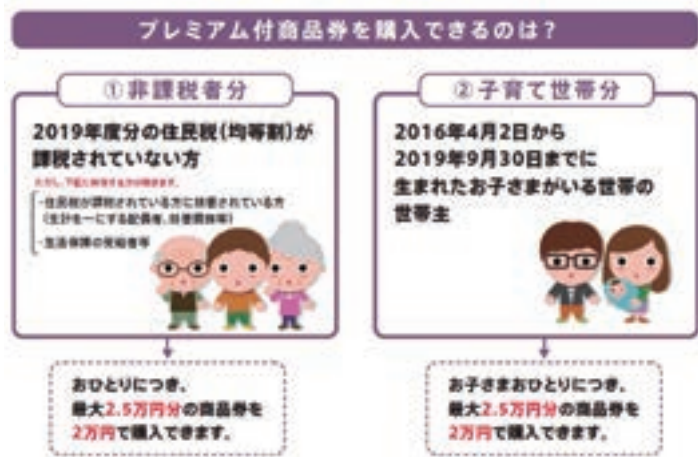 プレミアム付商品券を購入できるのは？
①非課税者分
2019年度分の住民税（均等割）が
課税されていない方
ただし、下記に該当する方は除きます。
・住民税が課税されている方に扶養されている方
（生計を一にする配偶者、扶養親族等）
・生活保護の受給者等
おひとりにつき、
最大2.5万円分の商品券を
2万円で購入できます。
②子育て世帯分
2016年4月2日から
2019年9月30日までに
生まれたお子さまがいる世帯の
世帯主
お子さまおひとりにつき、
最大2.5万円分の商品券を
2万円で購入できます。